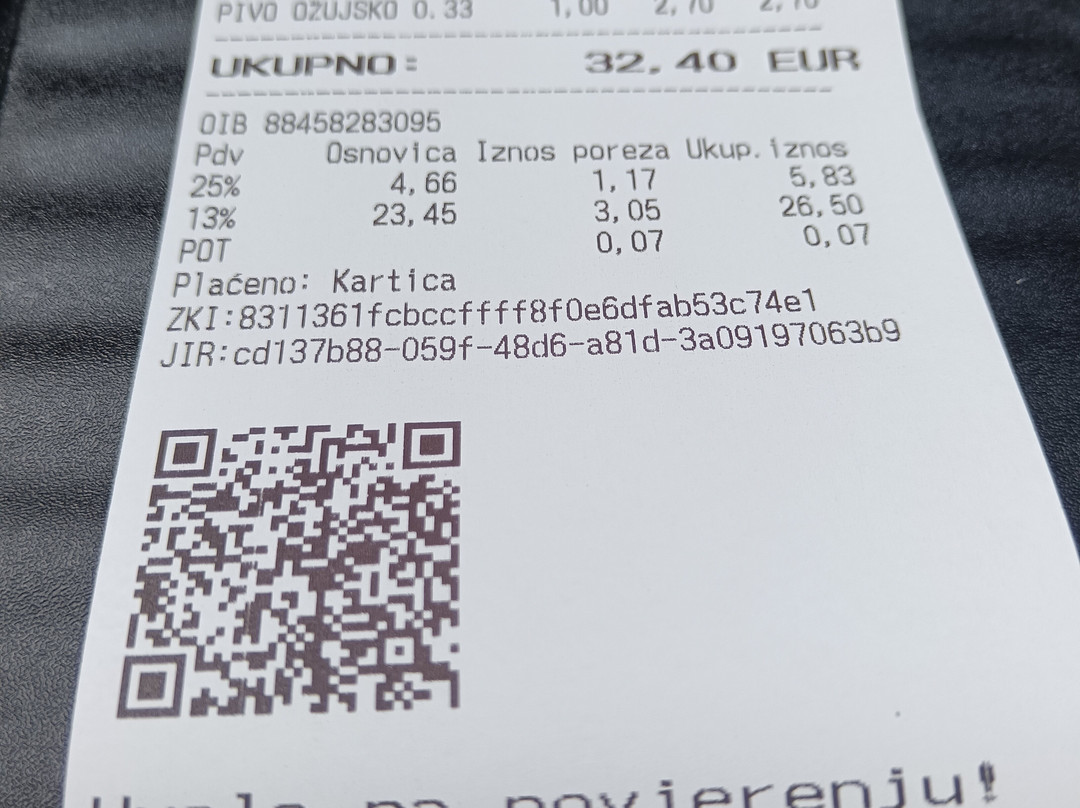 PIVO OŽUJSKO 0.33 1,00 2,70 2,70
UKUPNO: 32,40 EUR
OIB 88458283095
Pdv Osnovica Iznos poreza Ukup.iznos
25% 4,66 1,17 5,83
13% 23,45 3,05 26,50
POT 0,07 0,07
Plaćeno: Kartica
ZKI:8311361fcbccffff8f0e6dfab53c74e1
JIR:cd137b88-059f-48d6-a81d-3a09197063b9
Hvala na povjerenju!